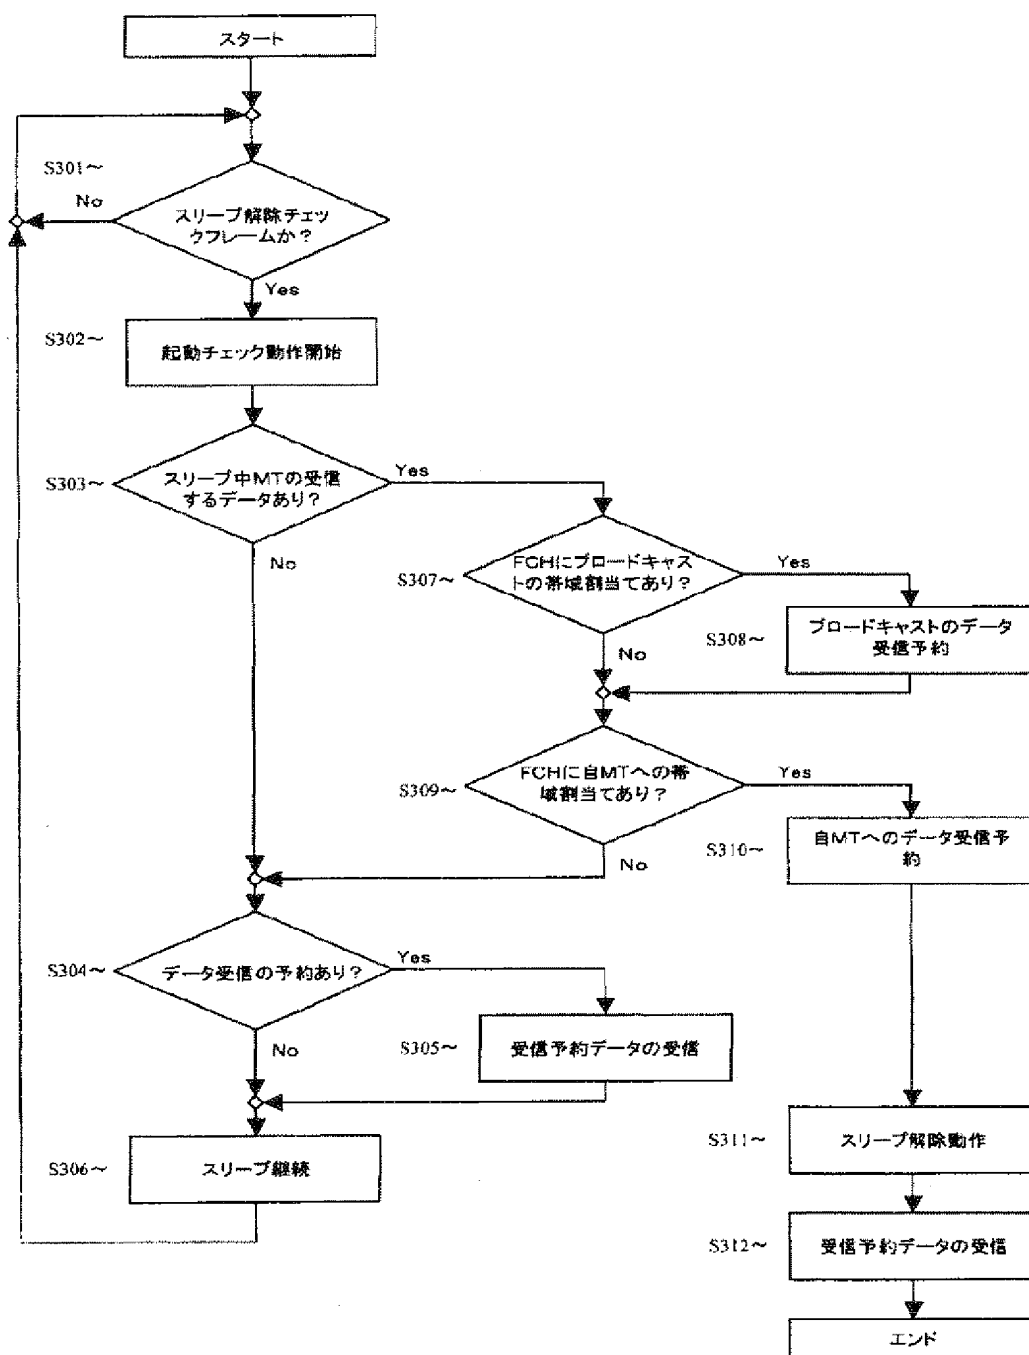 スタート
S301～
No
スリープ解除チェッ
クフレームか？
Yes
S302～
起動チェック動作開始
S303～
スリープ中MTの受信
するデータあり？
Yes
No
S307～
FCHにブロードキャス
トの帯域割当てあり？
Yes
S308～
ブロードキャストのデータ
受信予約
No
S309～
FCHに自MTへの帯
域割当てあり？
Yes
S310～
自MTへのデータ受信予
約
No
S304～
データ受信の予約あり？
Yes
S305～
受信予約データの受信
No
S306～
スリープ継続
S311～
スリープ解除動作
S312～
受信予約データの受信
エンド